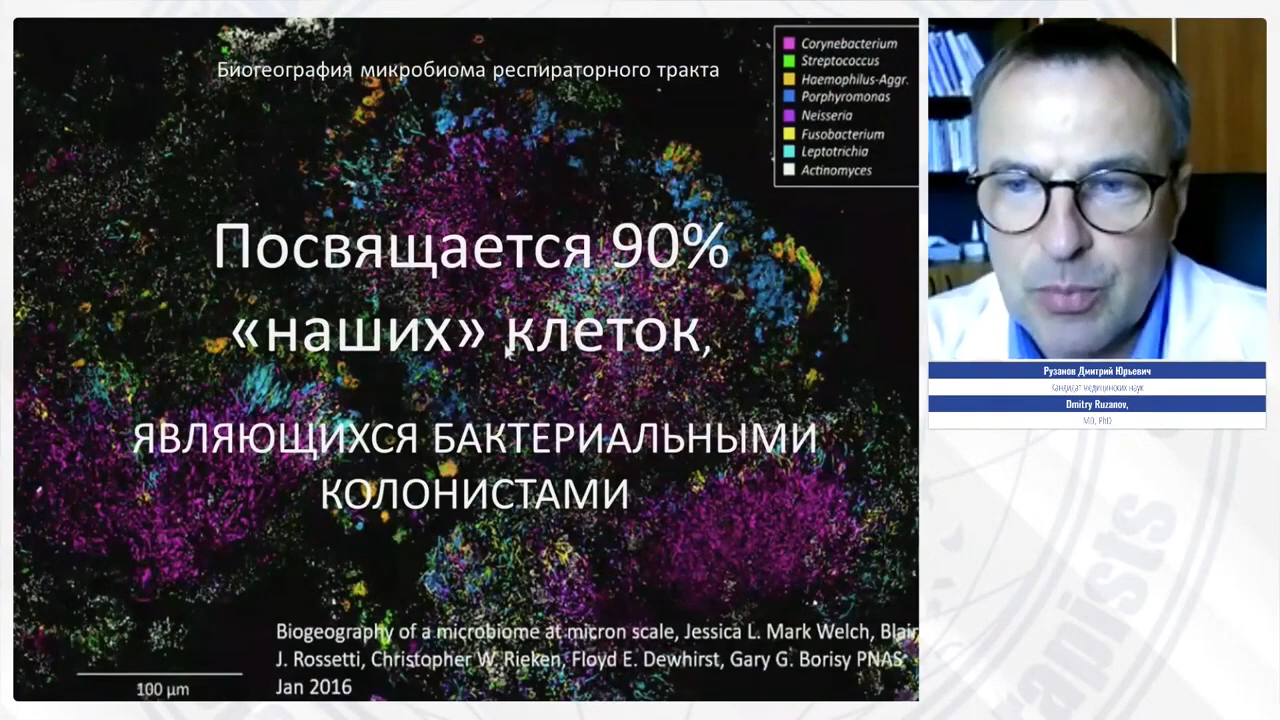 Биогеография микробиома респираторного тракта
Corynebacterium
Streptococcus
Haemophilus-Aggr.
Porphyromonas
Neisseria
Fusobacterium
Leptotrichia
Actinomyces
Посвящается 90%
«наших» клеток,
ЯВЛЯЮЩИХСЯ БАКТЕРИАЛЬНЫМИ
КОЛОНИСТАМИ
Biogeography of a microbiome at micron scale, Jessica L. Mark Welch, Blair
J. Rossetti, Christopher W. Rieken, Floyd E. Dewhirst, Gary G. Borisy PNAS
Jan 2016
100 μm
Рузанов Дмитрий Юрьевич
Кандидат медицинских наук
Dmitry Ruzanov,
MD, PhD
rapists